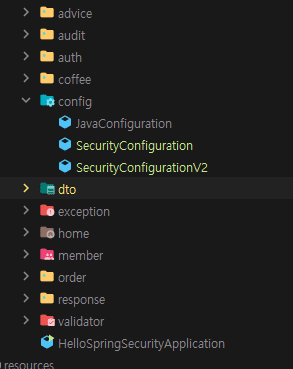 advice
audit
auth
coffee
config
JavaConfiguration
SecurityConfiguration
SecurityConfigurationV2
dto
exception
home
member
order
response
validator
HelloSpringSecurityApplication
resources